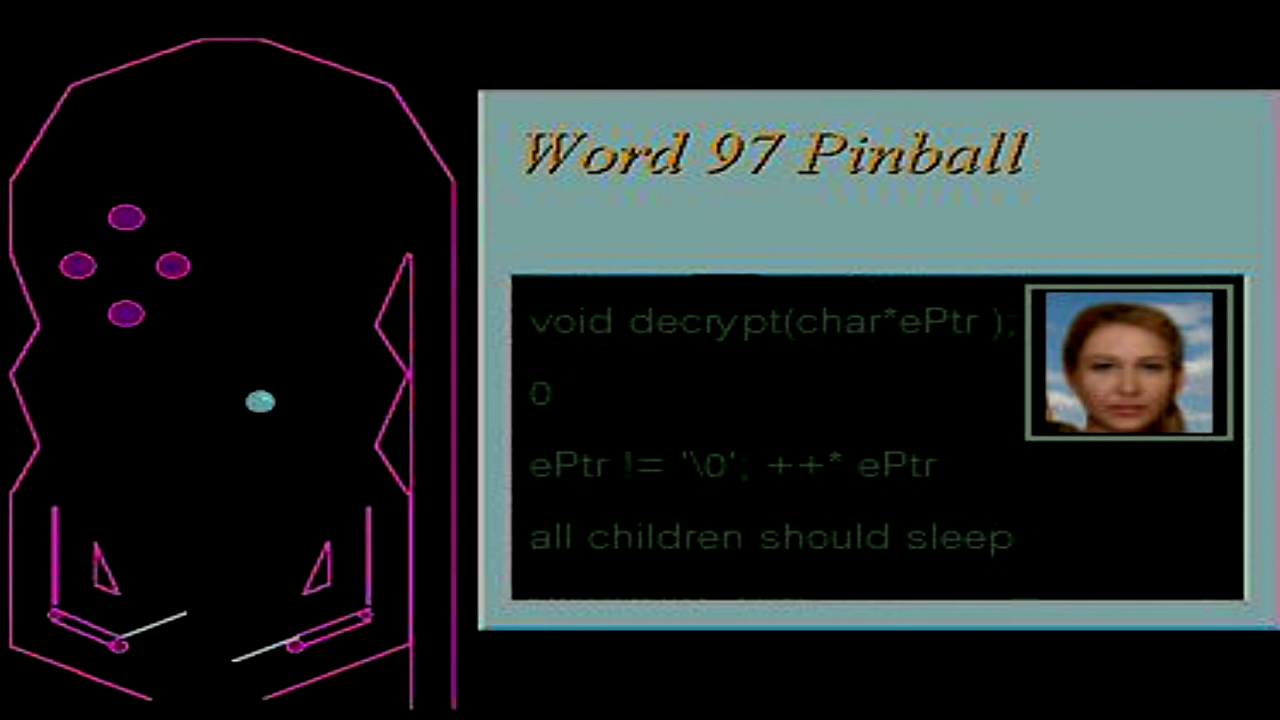 Word 97 Pinball
void decrypt(char*ePtr );
0
ePtr != '\0'; ++* ePtr
all children should sleep